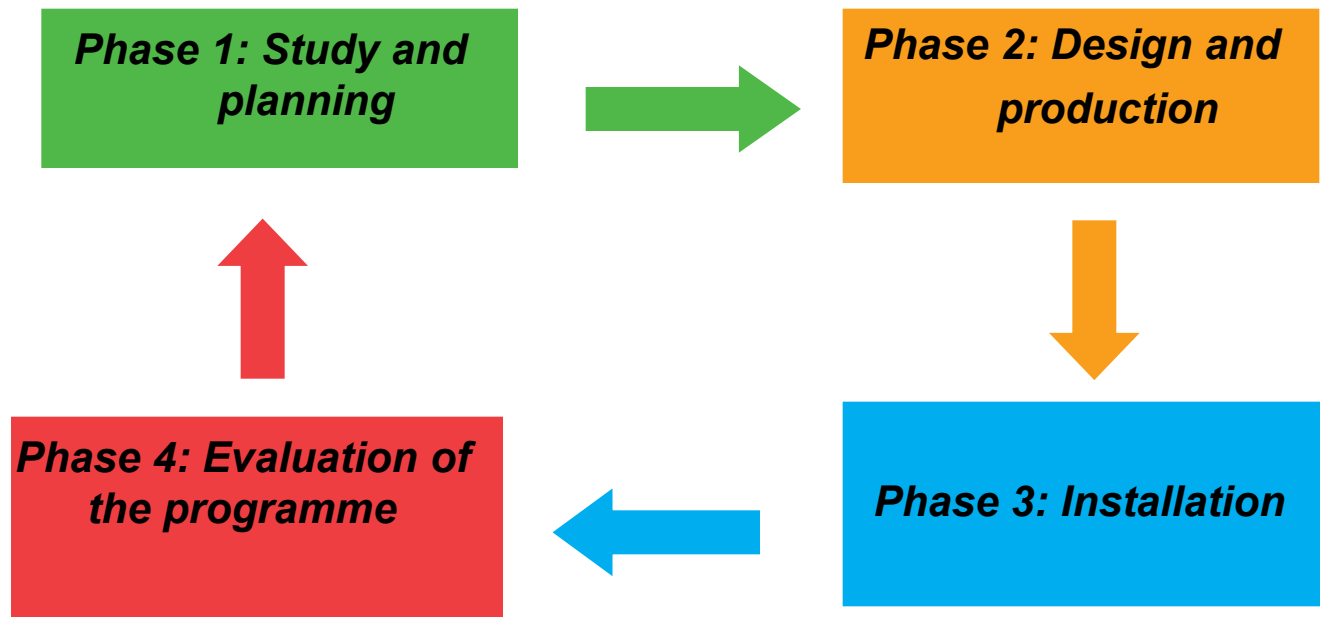 Phase 1: Study and
planning
Phase 2: Design and
production
Phase 3: Installation
Phase 4: Evaluation of
the programme